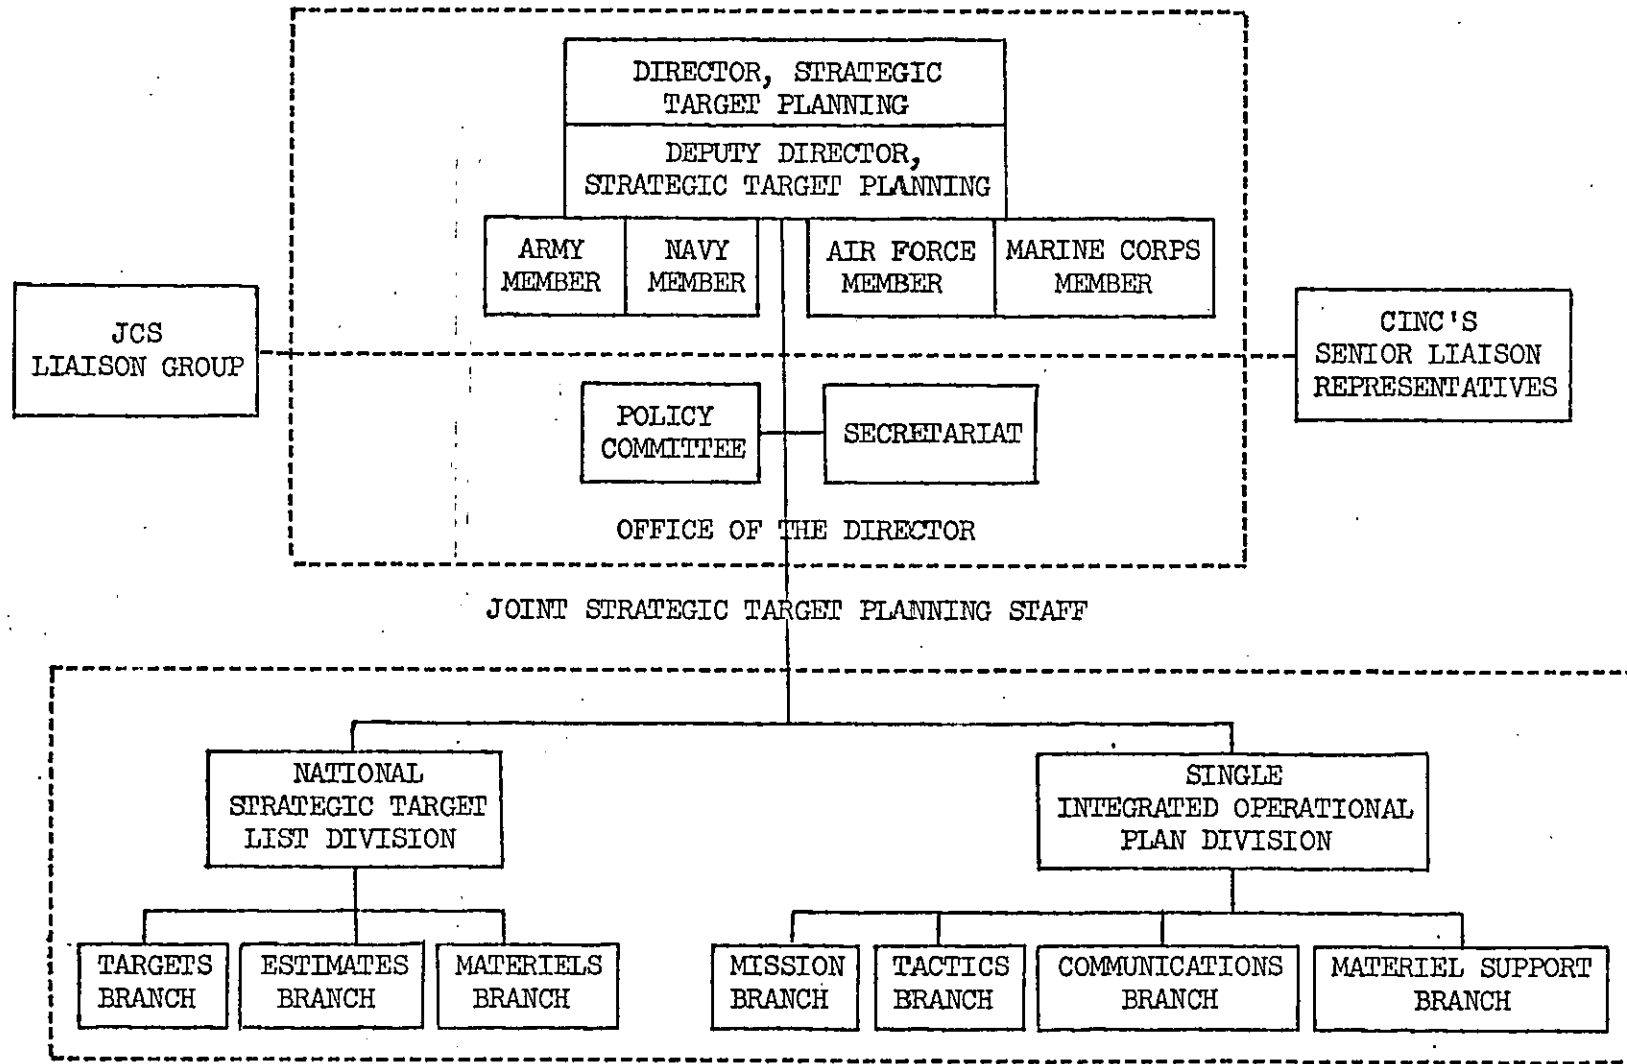 DIRECTOR, STRATEGIC
TARGET PLANNING
DEPUTY DIRECTOR,
STRATEGIC TARGET PLANNING
ARMY
MEMBER
NAVY
MEMBER
AIR FORCE
MEMBER
MARINE CORPS
MEMBER
JCS
LIAISON GROUP
CINC'S
SENIOR LIAISON
REPRESENTATIVES
POLICY
COMMITTEE
SECRETARIAT
OFFICE OF THE DIRECTOR
JOINT STRATEGIC TARGET PLANNING STAFF
NATIONAL
STRATEGIC TARGET
LIST DIVISION
SINGLE
INTEGRATED OPERATIONAL
PLAN DIVISION
TARGETS
BRANCH
ESTIMATES
BRANCH
MATERIELS
BRANCH
MISSION
BRANCH
TACTICS
BRANCH
COMMUNICATIONS
BRANCH
MATERIEL SUPPORT
BRANCH